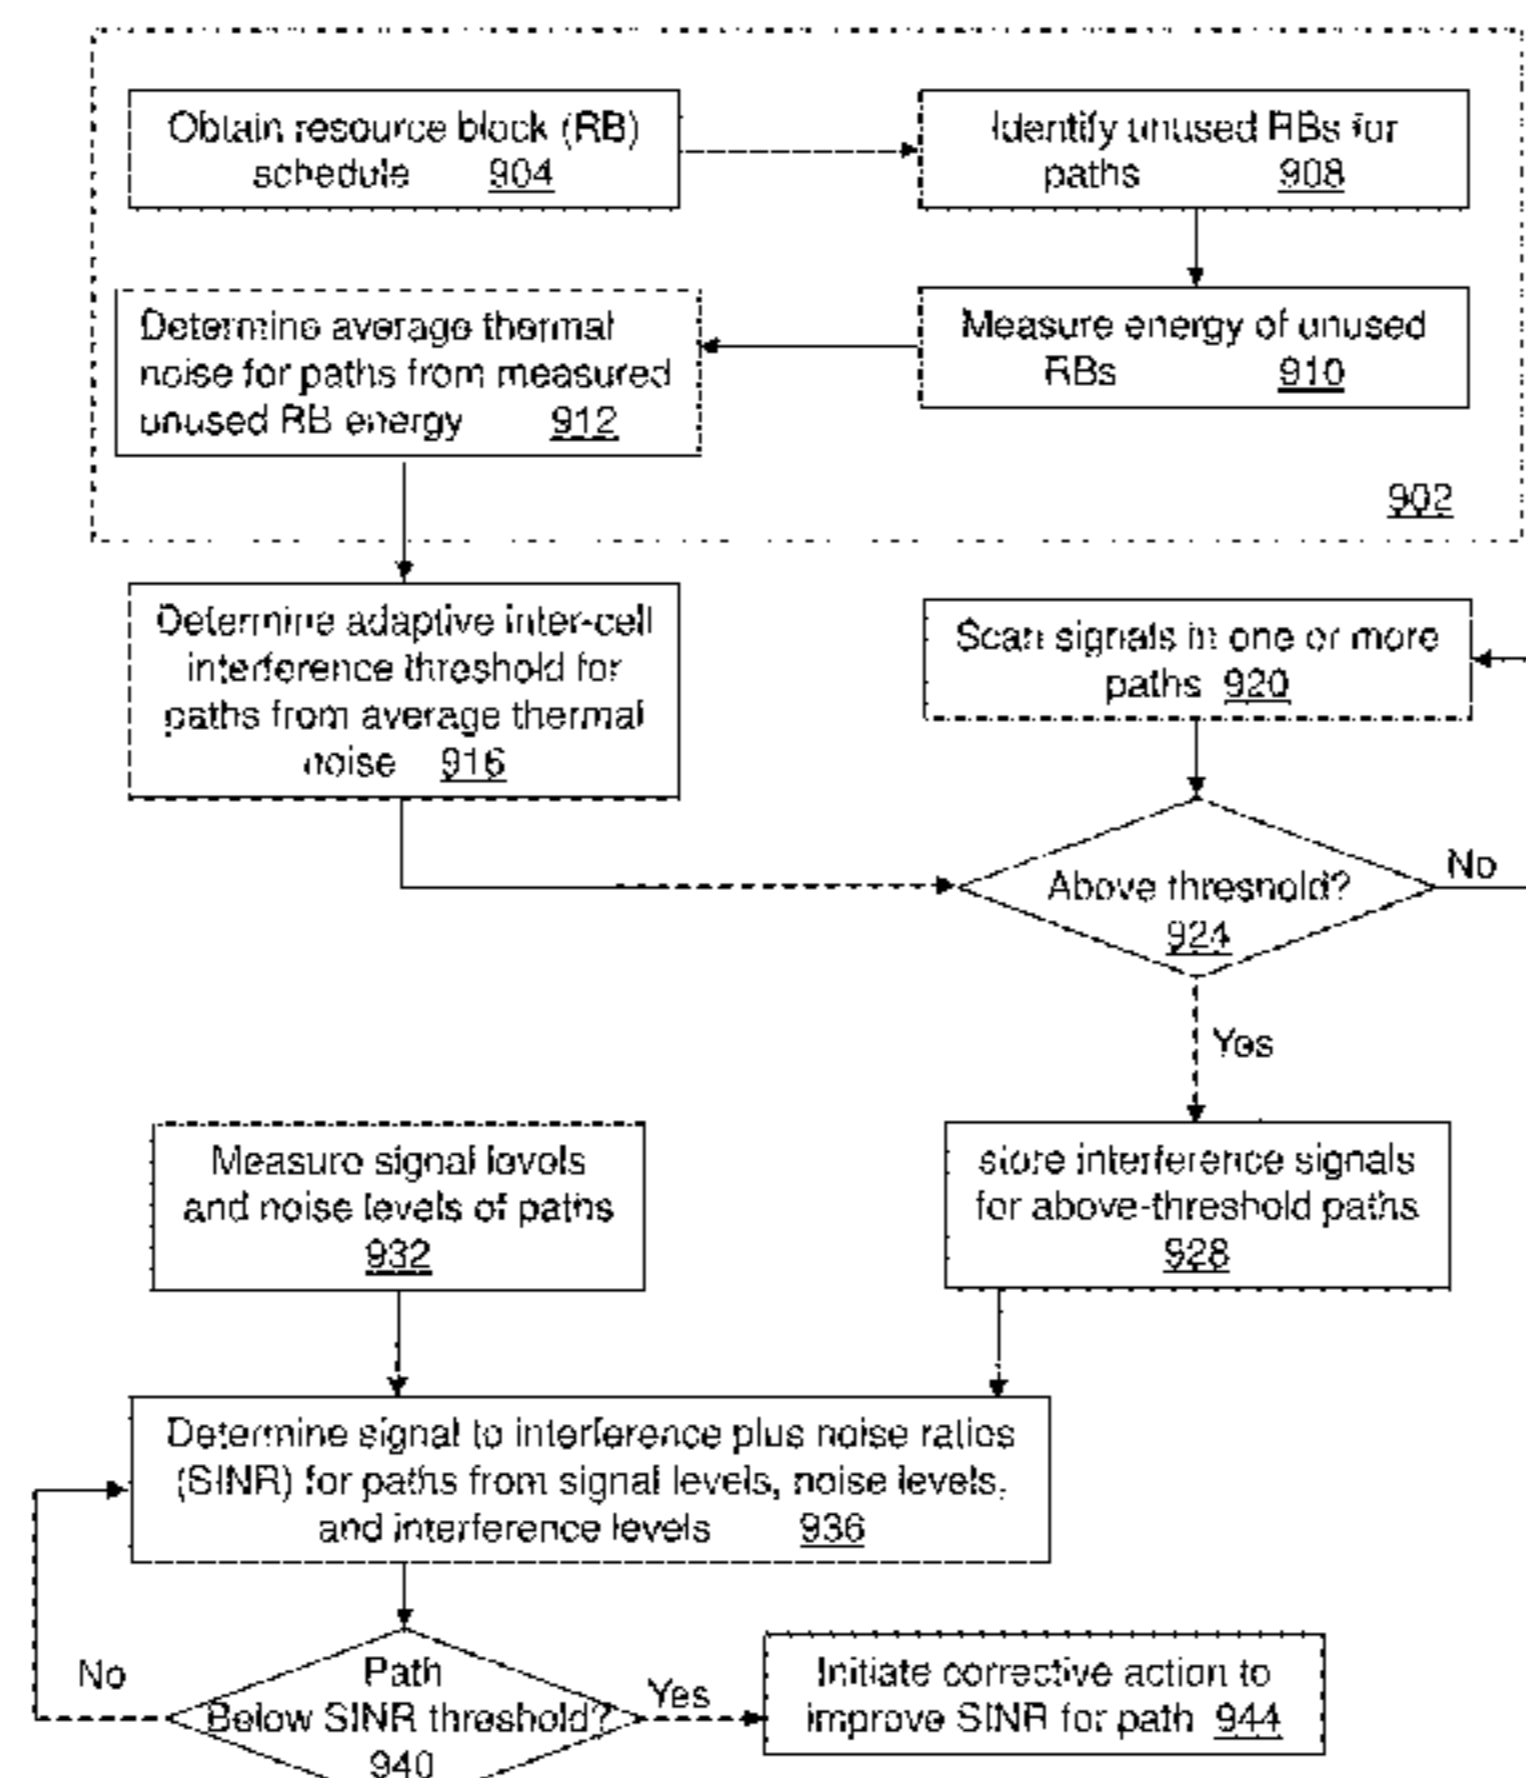 Obtain resource block (RB)
schedule 904
Identify unused RBs for
paths 908
Determine average thermal
noise for paths from measured
unused RB energy 912
Measure energy of unused
RBs 910
902
Determine adaptive inter-cell
interference threshold for
paths from average thermal
noise 916
Scan signals in one or more
paths 920
Above threshold?
924
No
Yes
Measure signal levels
and noise levels of paths
932
store interference signals
for above-threshold paths
928
Determine signal to interference plus noise ratios
(SINR) for paths from signal levels, noise levels,
and interference levels 936
No
Path
Below SINR threshold?
940
Yes
Initiate corrective action to
improve SINR for path 944